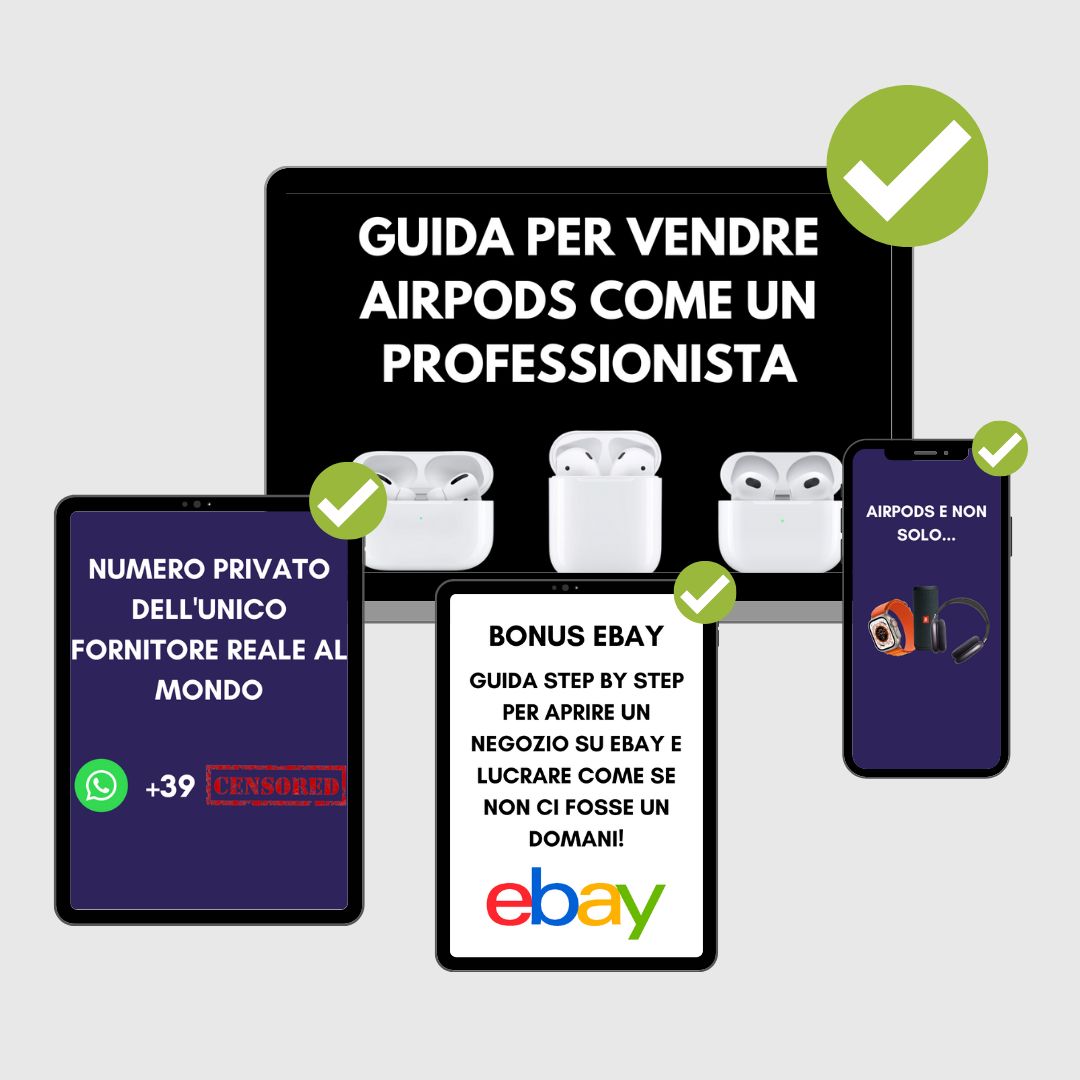 GUIDA PER VENDRE
AIRPODS COME UN
PROFESSIONISTA
AIRPODS E NON
SOLO...
NUMERO PRIVATO
DELL'UNICO
FORNITORE REALE AL
MONDO
+39 CENSORED
BONUS EBAY
GUIDA STEP BY STEP
PER APRIRE UN
NEGOZIO SU EBAY E
LUCRARE COME SE
NON CI FOSSE UN
DOMANI!
ebay